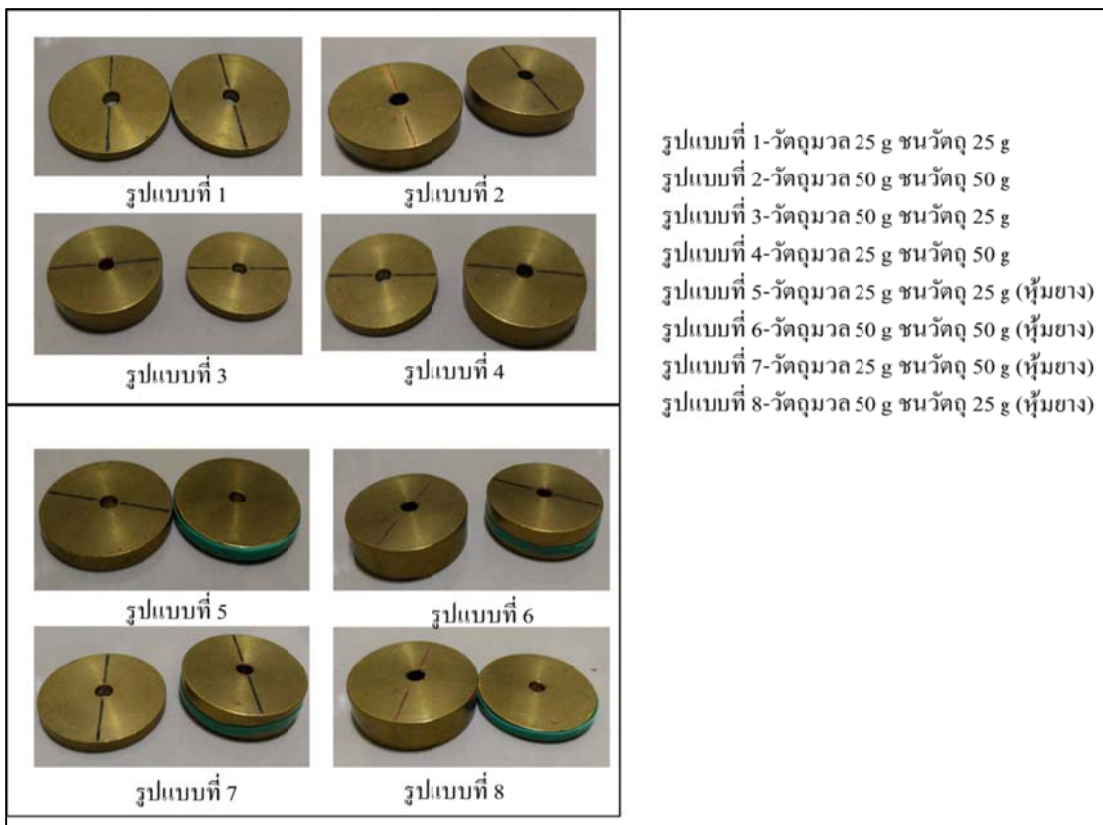 รูปแบบที่ 1
รูปแบบที่ 2
รูปแบบที่ 3
รูปแบบที่ 4
รูปแบบที่ 5
รูปแบบที่ 6
รูปแบบที่ 7
รูปแบบที่ 8
รูปแบบที่ 1-วัตถุมวล 25 g ชนวัตถุ 25 g
รูปแบบที่ 2-วัตถุมวล 50 g ชนวัตถุ 50 g
รูปแบบที่ 3-วัตถุมวล 50 g ชนวัตถุ 25 g
รูปแบบที่ 4-วัตถุมวล 25 g ชนวัตถุ 50 g
รูปแบบที่ 5-วัตถุมวล 25 g ชนวัตถุ 25 g (หุ้มยาง)
รูปแบบที่ 6-วัตถุมวล 50 g ชนวัตถุ 50 g (หุ้มยาง)
รูปแบบที่ 7-วัตถุมวล 25 g ชนวัตถุ 50 g (หุ้มยาง)
รูปแบบที่ 8-วัตถุมวล 50 g ชนวัตถุ 25 g (หุ้มยาง)